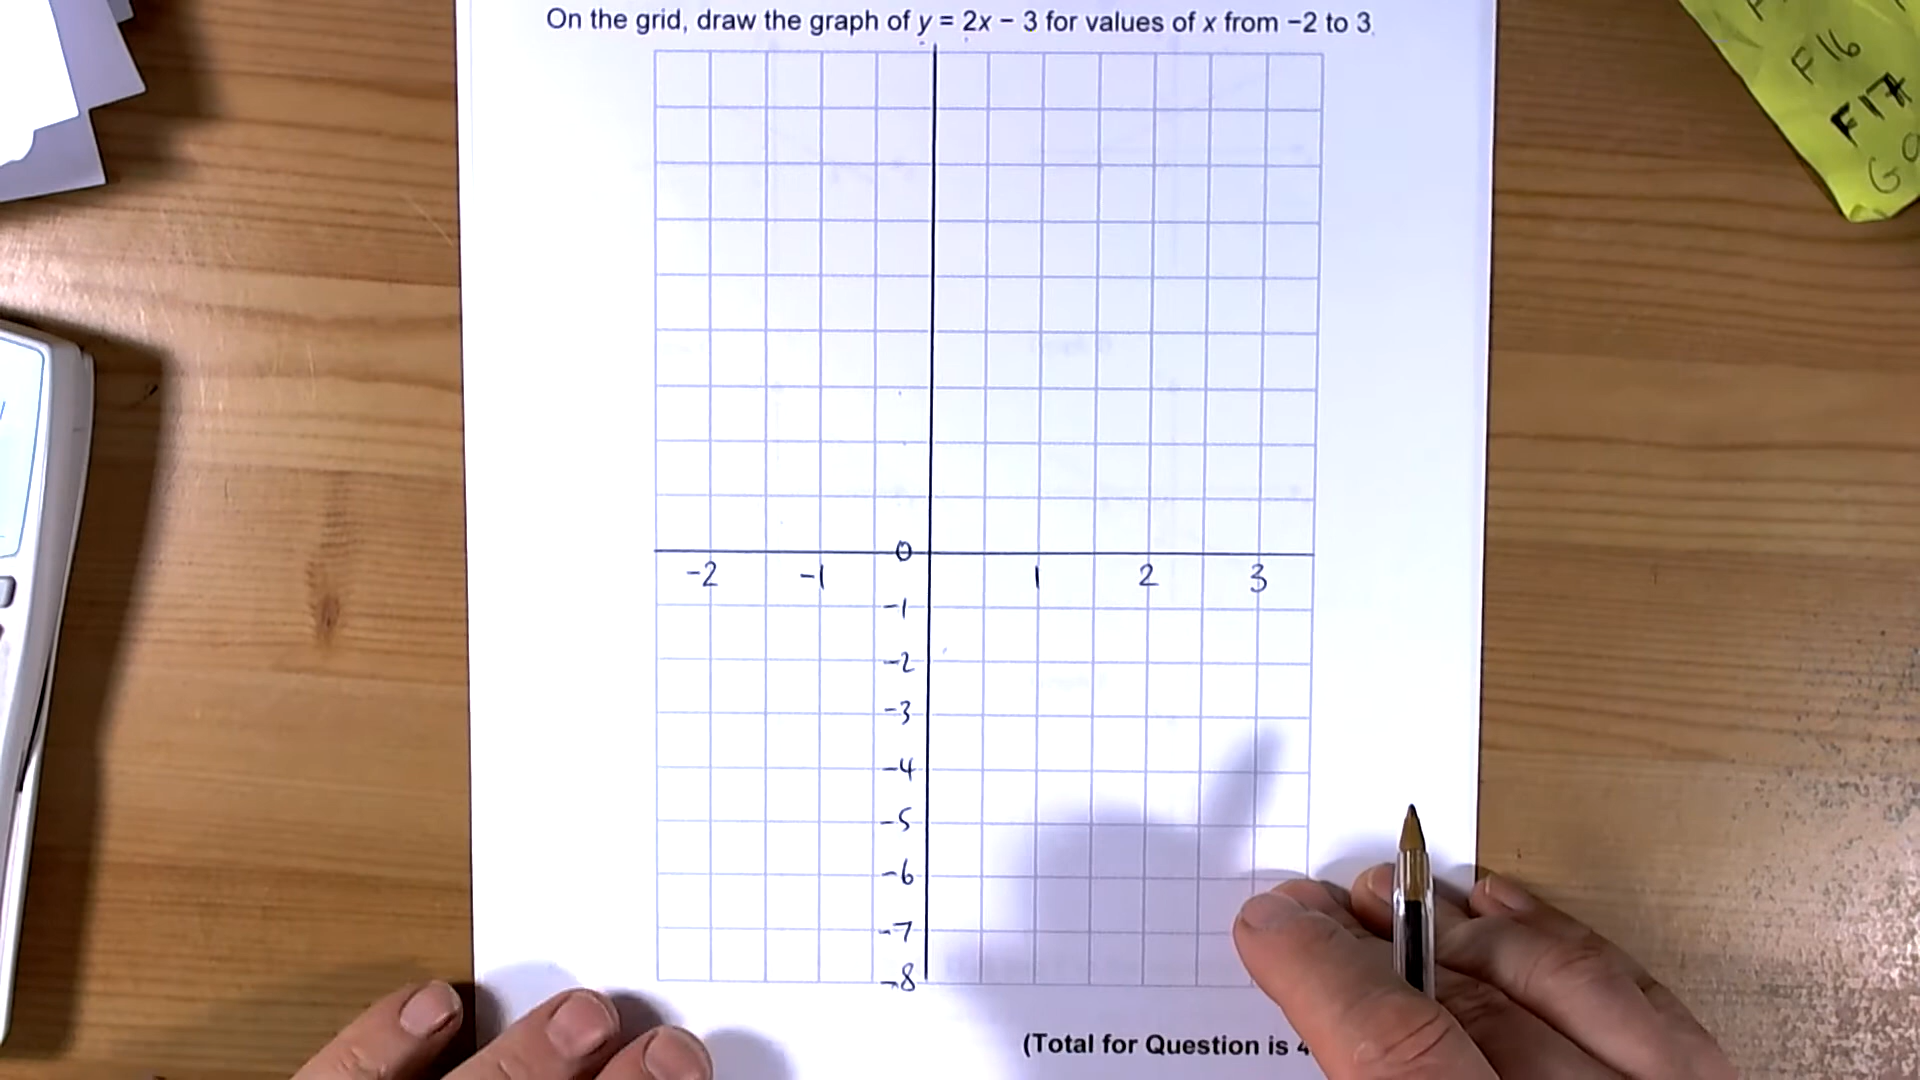 On the grid, draw the graph of y = 2x − 3 for values of x from −2 to 3.
F16
F17
G
0
-2 -1 1 2 3
-1
-2
-3
-4
-5
-6
-7
-8
(Total for Question is 4